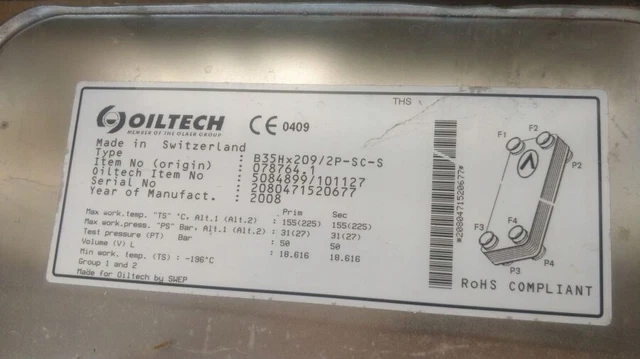 THS
OILTECH
MEMBER OF THE OLAER GROUP
CE 0409
Made in Switzerland
Type : B35Hx209/2P-SC-S
Item No (origin) : 078764.1
Oiltech Item No : 5084899/101127
Serial No : 2080471520677
Year of Manufact. : 2008
Prim Sec
Max work.temp. "TS" °C, Alt.1 (Alt.2) : 155(225) 155(225)
Max work.press. "PS" Bar, Alt.1 (Alt.2) : 31(27) 31(27)
Test pressure (PT) Bar : 50 50
Volume (V) L : 18.616 18.616
Min work. temp. (TS) : -196°C
Group 1 and 2
Made for Oiltech by SWEP
*2080471520677*
F1
F2
P2
F3
F4
P3
P4
RoHS COMPLIANT